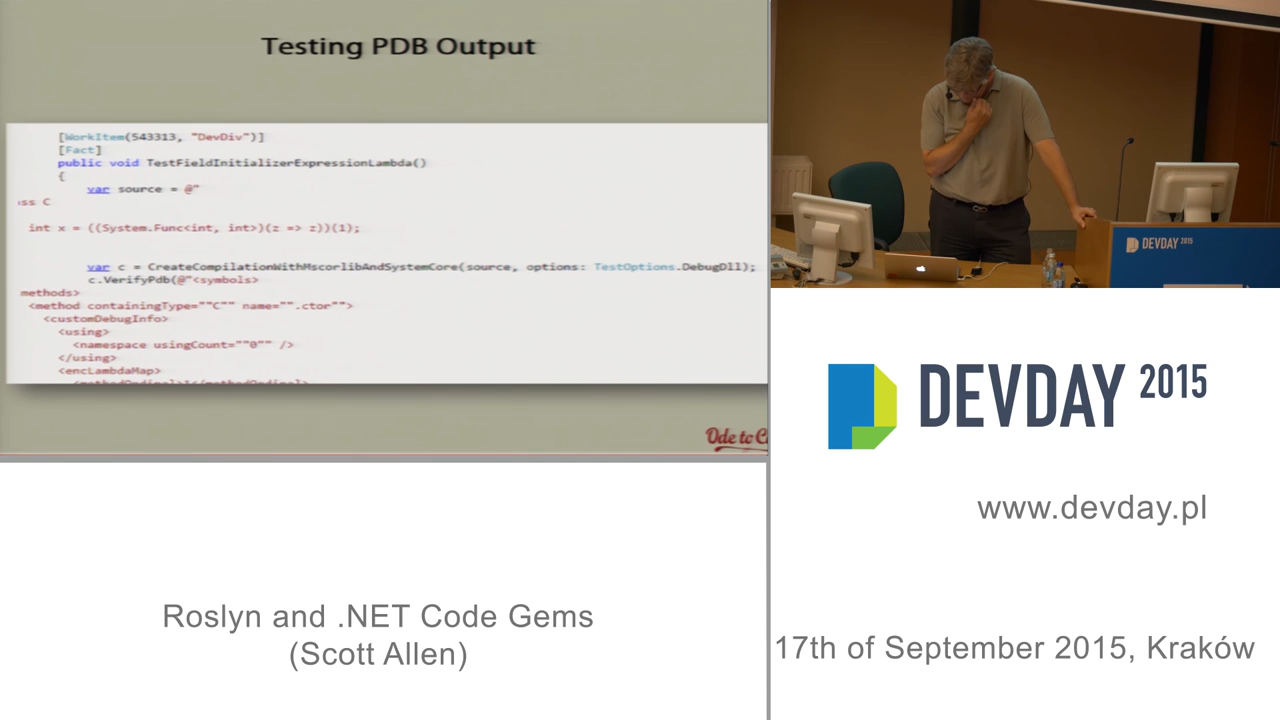 Testing PDB Output
[WorkItem(543313, "DevDiv")]
[Fact]
public void TestFieldInitializerExpressionLambda()
{
var source = @"
ss C
int x = ((System.Func<int, int>)(z => z))(1);
var c = CreateCompilationWithMscorlibAndSystemCore(source, options: TestOptions.DebugDll);
c.VerifyPdb(@"<symbols>
methods>
<method containingType=""C"" name="".ctor"">
<customDebugInfo>
<using>
<namespace usingCount=""0"" />
</using>
<encLambdaMap>
Ode to C
DEVDAY 2015
DEVDAY 2015
www.devday.pl
Roslyn and .NET Code Gems
(Scott Allen)
17th of September 2015, Kraków